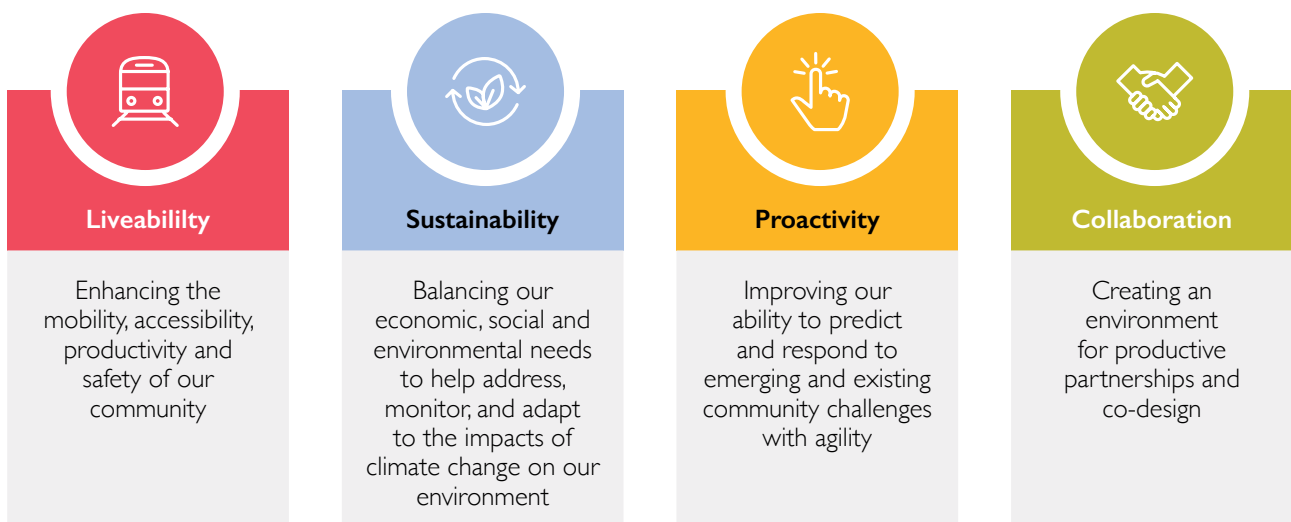 Liveabililty
Enhancing the
mobility, accessibility,
productivity and
safety of our
community
Sustainability
Balancing our
economic, social and
environmental needs
to help address,
monitor, and adapt
to the impacts of
climate change on our
environment
Proactivity
Improving our
ability to predict
and respond to
emerging and existing
community challenges
with agility
Collaboration
Creating an
environment
for productive
partnerships and
co-design